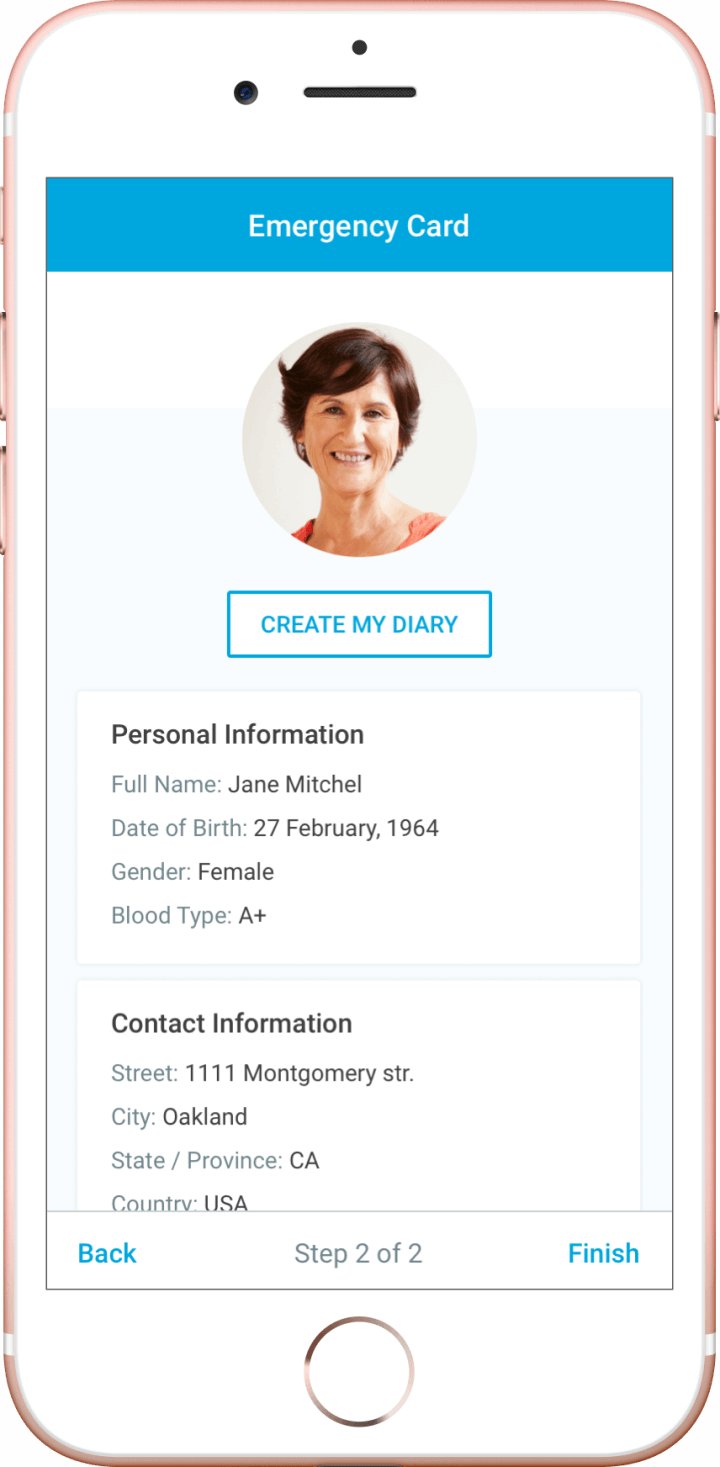 Emergency Card
CREATE MY DIARY
Personal Information
Full Name: Jane Mitchel
Date of Birth: 27 February, 1964
Gender: Female
Blood Type: A+
Contact Information
Street: 1111 Montgomery str.
City: Oakland
State / Province: CA
Country: USA
Back
Step 2 of 2
Finish